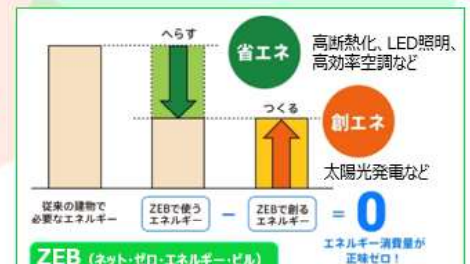 へらす
省エネ
高断熱化、LED照明、
高効率空調など
つくる
創エネ
太陽光発電など
従来の建物で
必要なエネルギー
ZEBで使う
エネルギー
－
ZEBで創る
エネルギー
＝0
エネルギー消費量が
正味ゼロ！
ZEB（ネット・ゼロ・エネルギー・ビル）